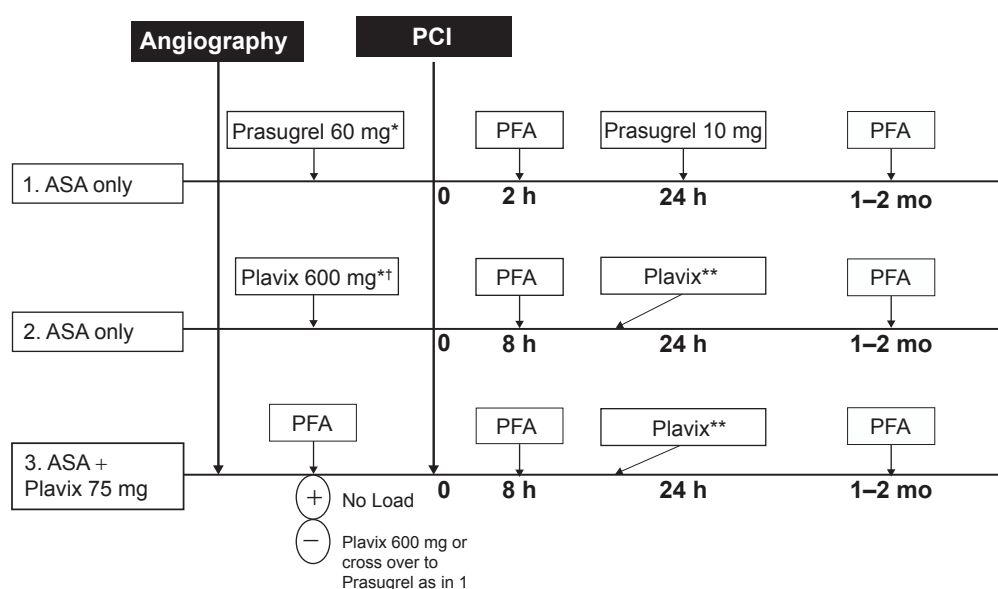 Angiography
PCI
Prasugrel 60 mg*
PFA
Prasugrel 10 mg
PFA
1. ASA only
0
2 h
24 h
1–2 mo
Plavix 600 mg*†
PFA
Plavix**
PFA
2. ASA only
0
8 h
24 h
1–2 mo
PFA
PFA
Plavix**
PFA
3. ASA +
Plavix 75 mg
0
8 h
24 h
1–2 mo
+
No Load
−
Plavix 600 mg or
cross over to
Prasugrel as in 1